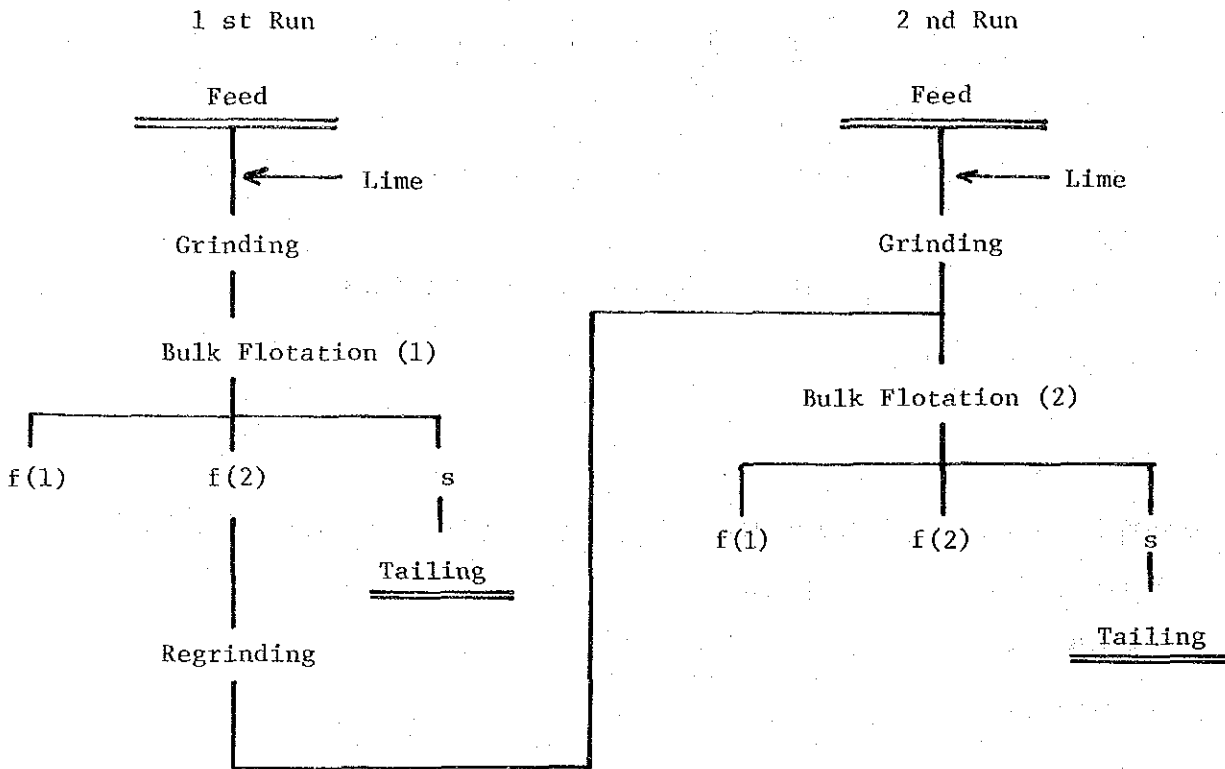 1 st Run
Feed
Lime
Grinding
Bulk Flotation (1)
f(1) f(2) s
Tailing
Regrinding
2 nd Run
Feed
Lime
Grinding
Bulk Flotation (2)
f(1) f(2) s
Tailing